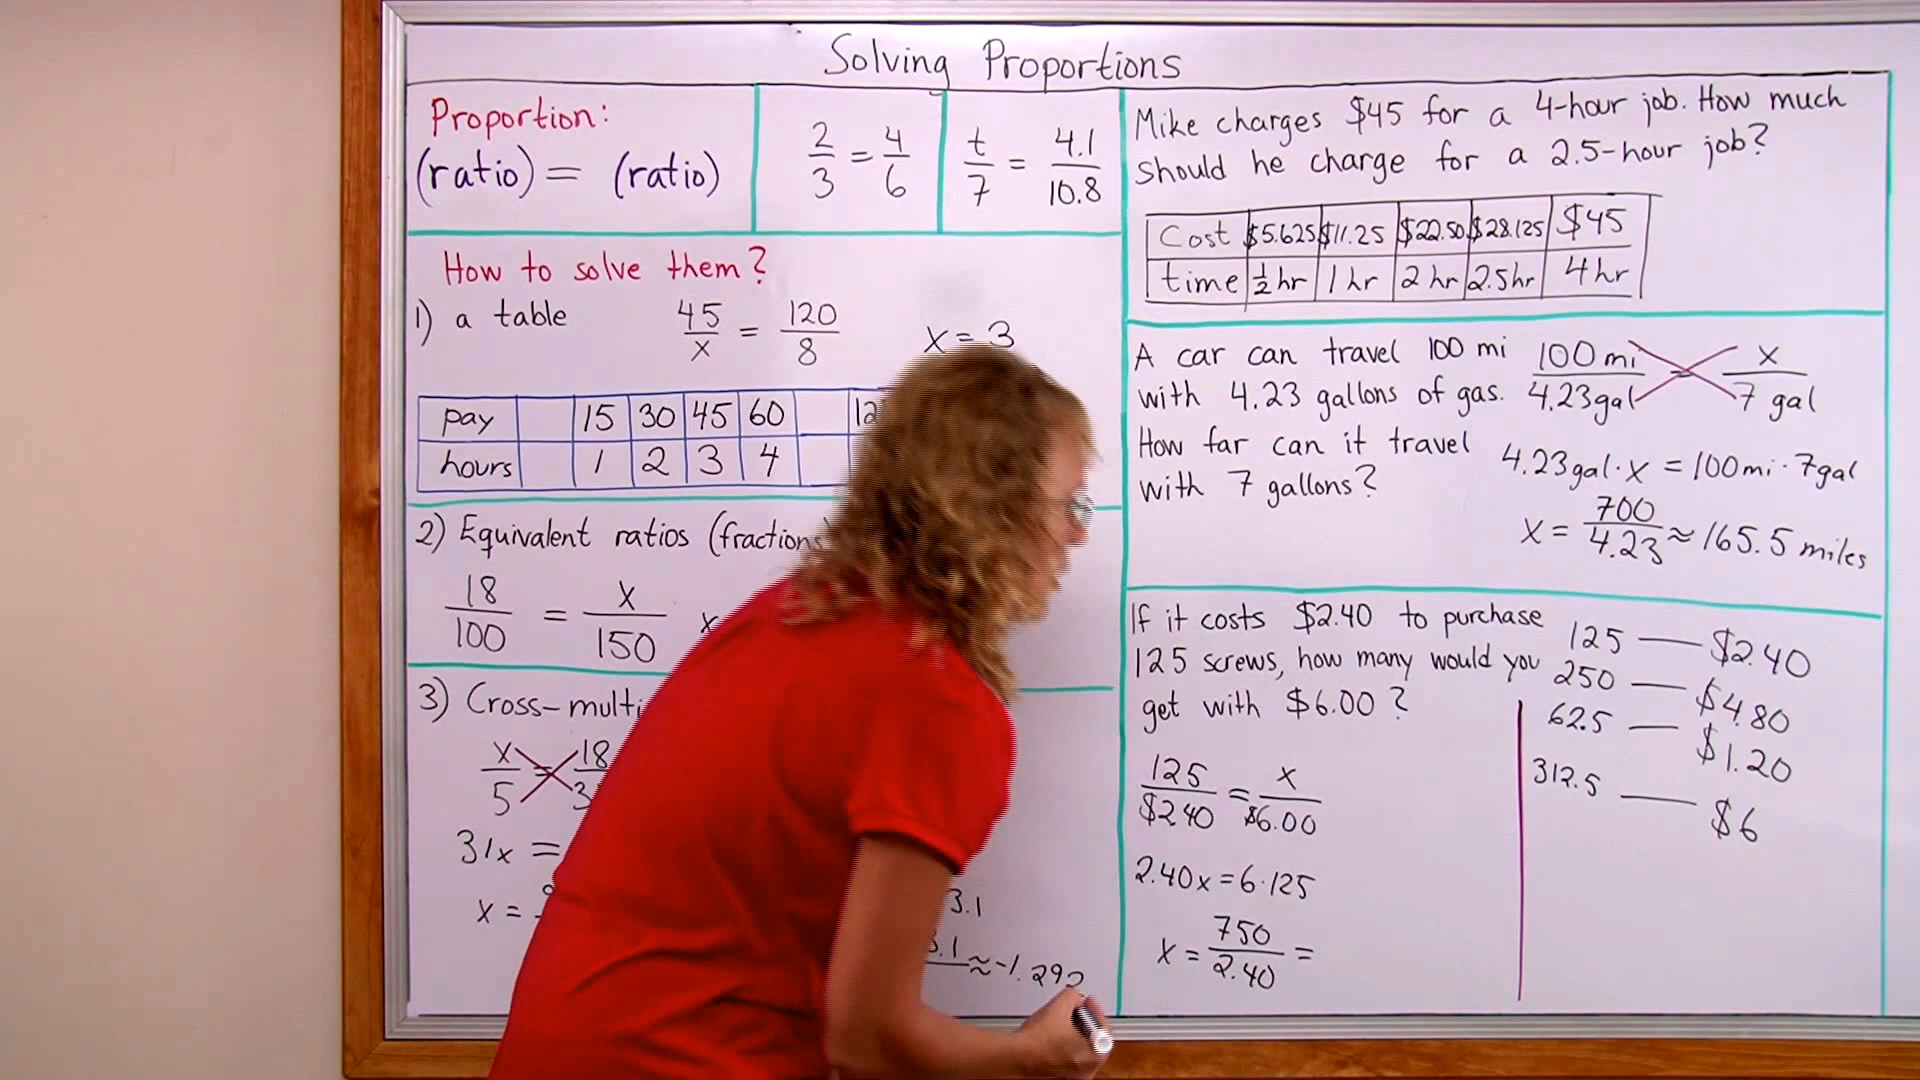 Solving Proportions
Proportion:
(ratio) = (ratio)
2/3 = 4/6
t/7 = 4.1/10.8
How to solve them?
1) a table
45/x = 120/8
x = 3
pay 15 30 45 60
hours 1 2 3 4
2) Equivalent ratios (fractions
18/100 = x/150
x
3) Cross-multi
x/5 = 18
31x =
x =
3.1
3.1 ≈ -1.292
Mike charges $45 for a 4-hour job. How much
should he charge for a 2.5-hour job?
Cost $5.625 $11.25 $22.50 $28.125 $45
time ½ hr 1 hr 2 hr 2.5 hr 4 hr
A car can travel 100 mi
with 4.23 gallons of gas.
How far can it travel
with 7 gallons?
100 mi/4.23gal = x/7 gal
4.23gal · x = 100mi · 7gal
x = 700/4.23 ≈ 165.5 miles
If it costs $2.40 to purchase
125 screws, how many would you
get with $6.00?
125/$2.40 = x/$6.00
2.40x = 6·125
x = 750/2.40 =
125 — $2.40
250 — $4.80
62.5 — $1.20
312.5 — $6